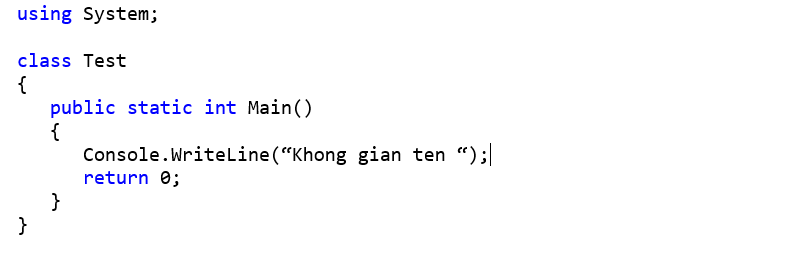 using System;
class Test
{
public static int Main()
{
Console.WriteLine(“Khong gian ten “);
return 0;
}
}